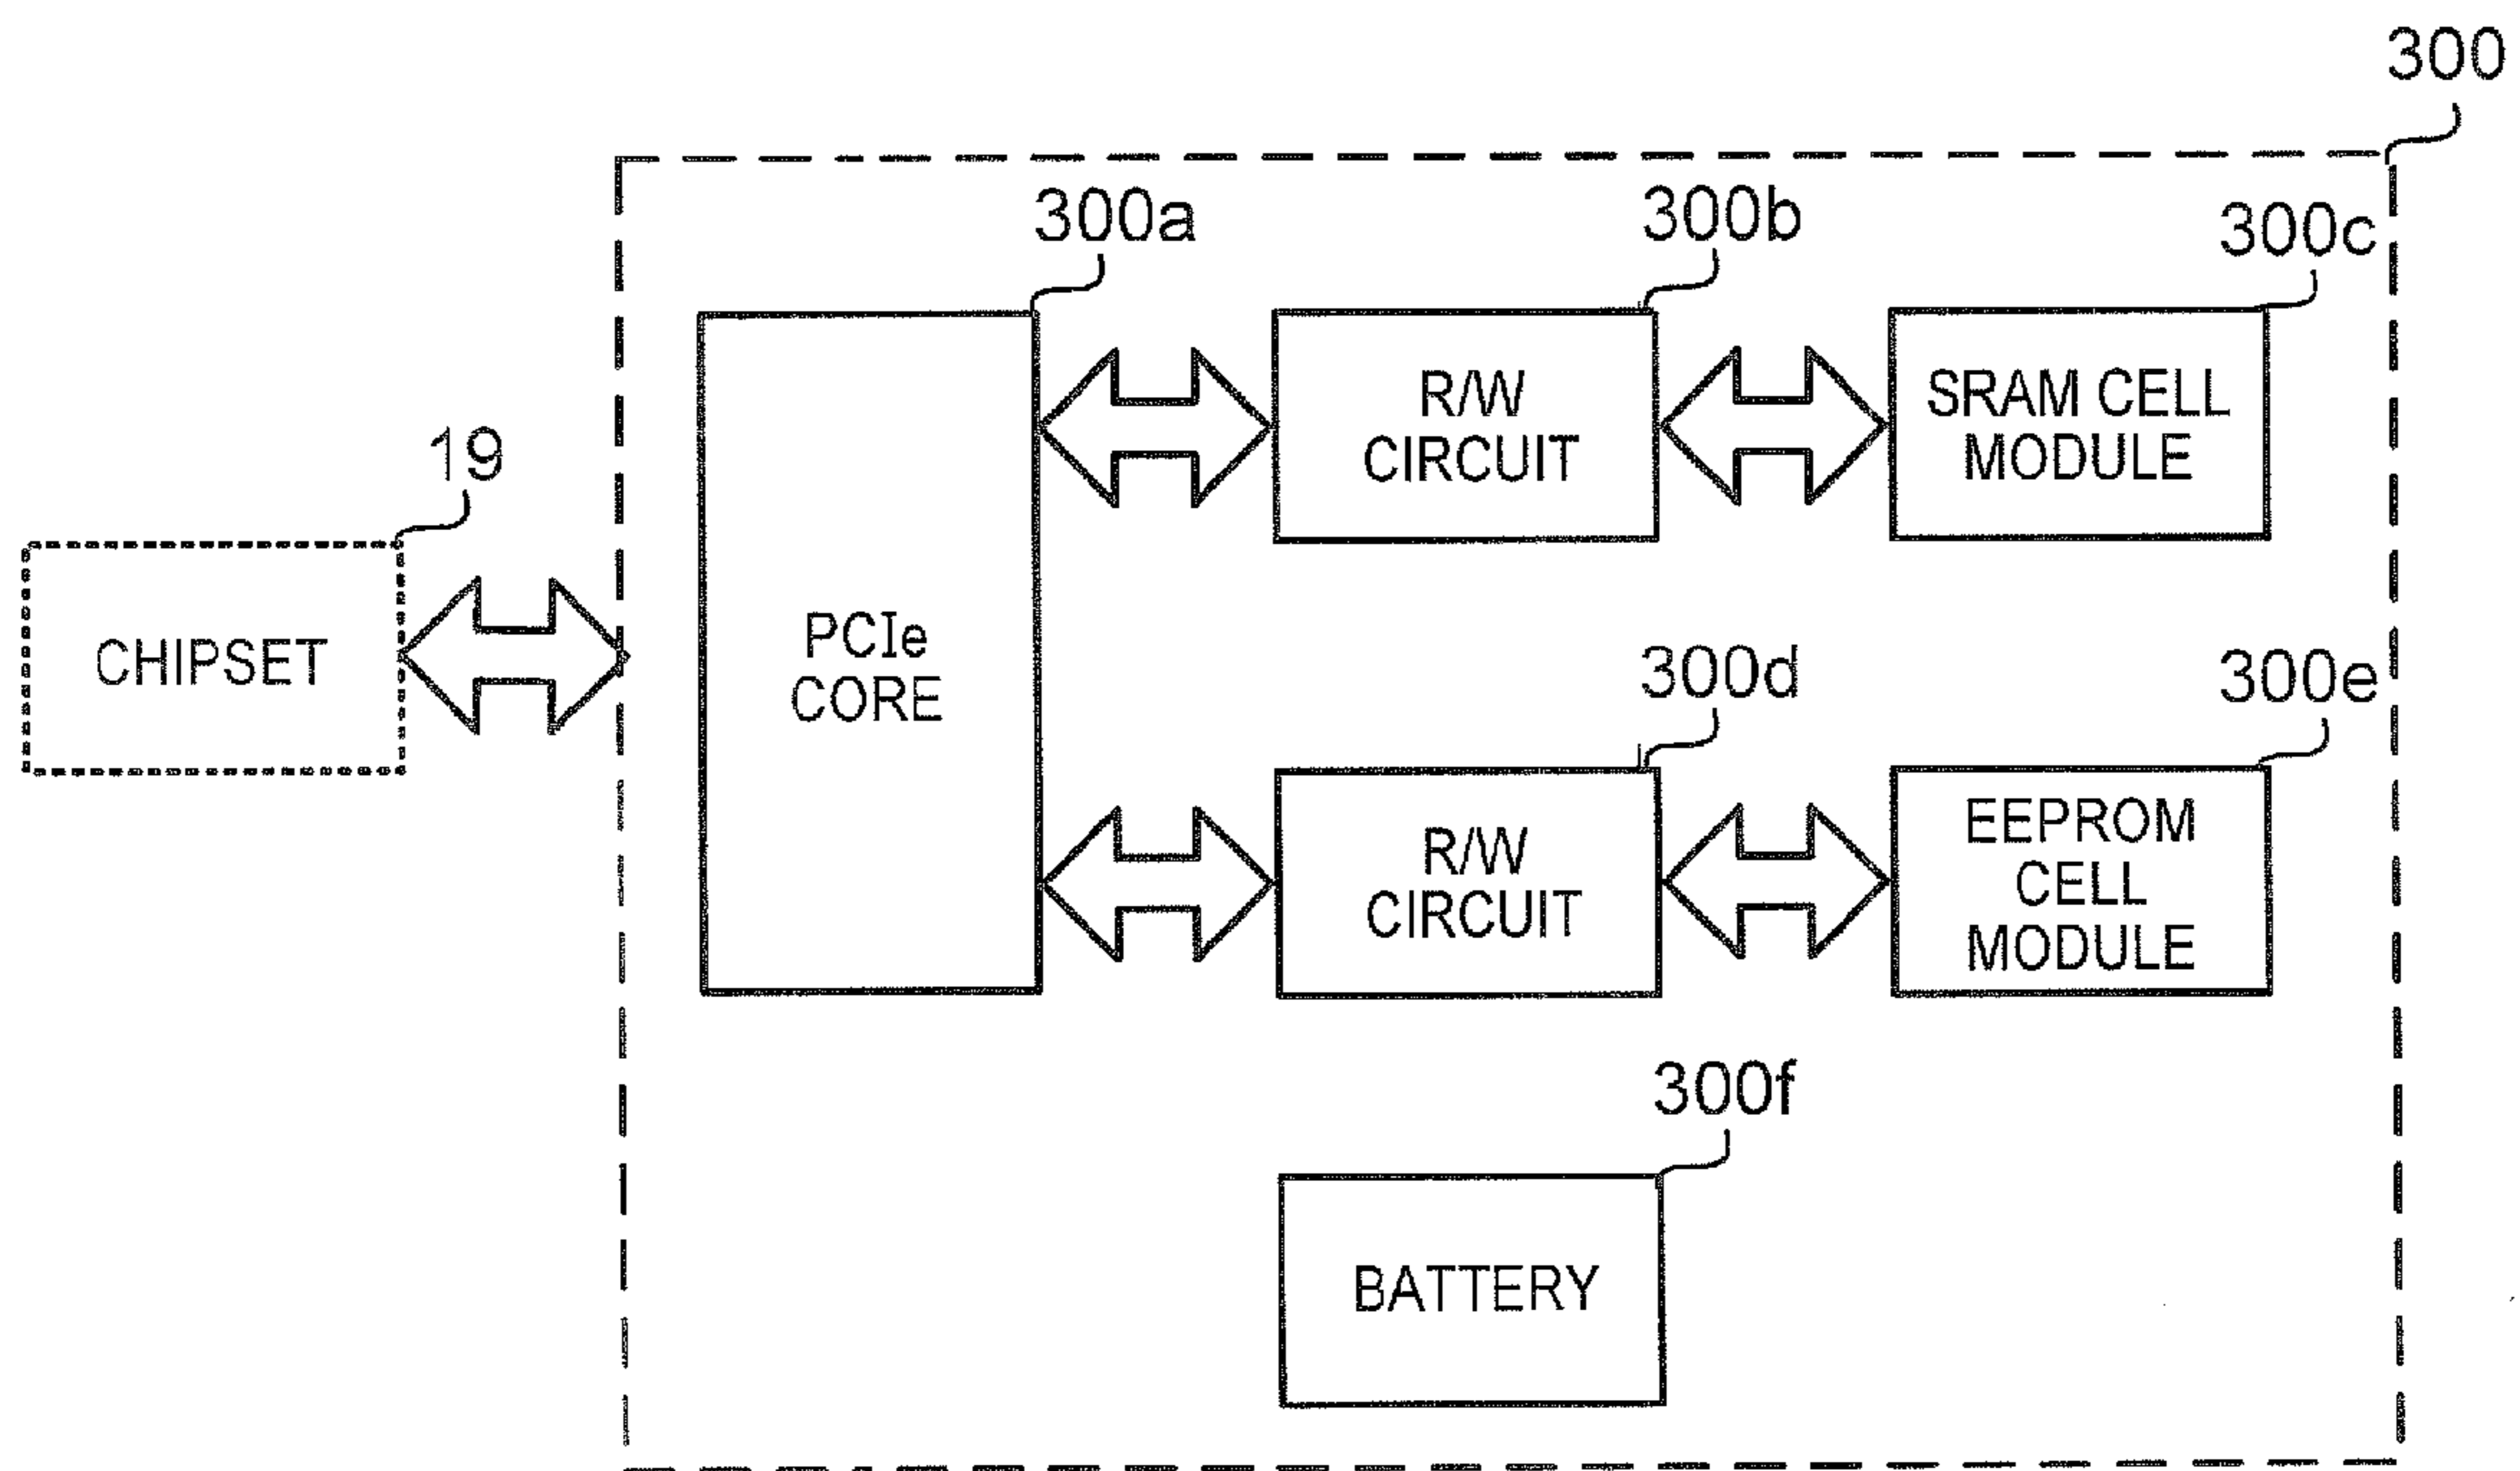 300
300a
300b
300c
19
R/W
CIRCUIT
SRAM CELL
MODULE
CHIPSET
PCIe
CORE
300d
300e
R/W
CIRCUIT
EEPROM
CELL
MODULE
300f
BATTERY